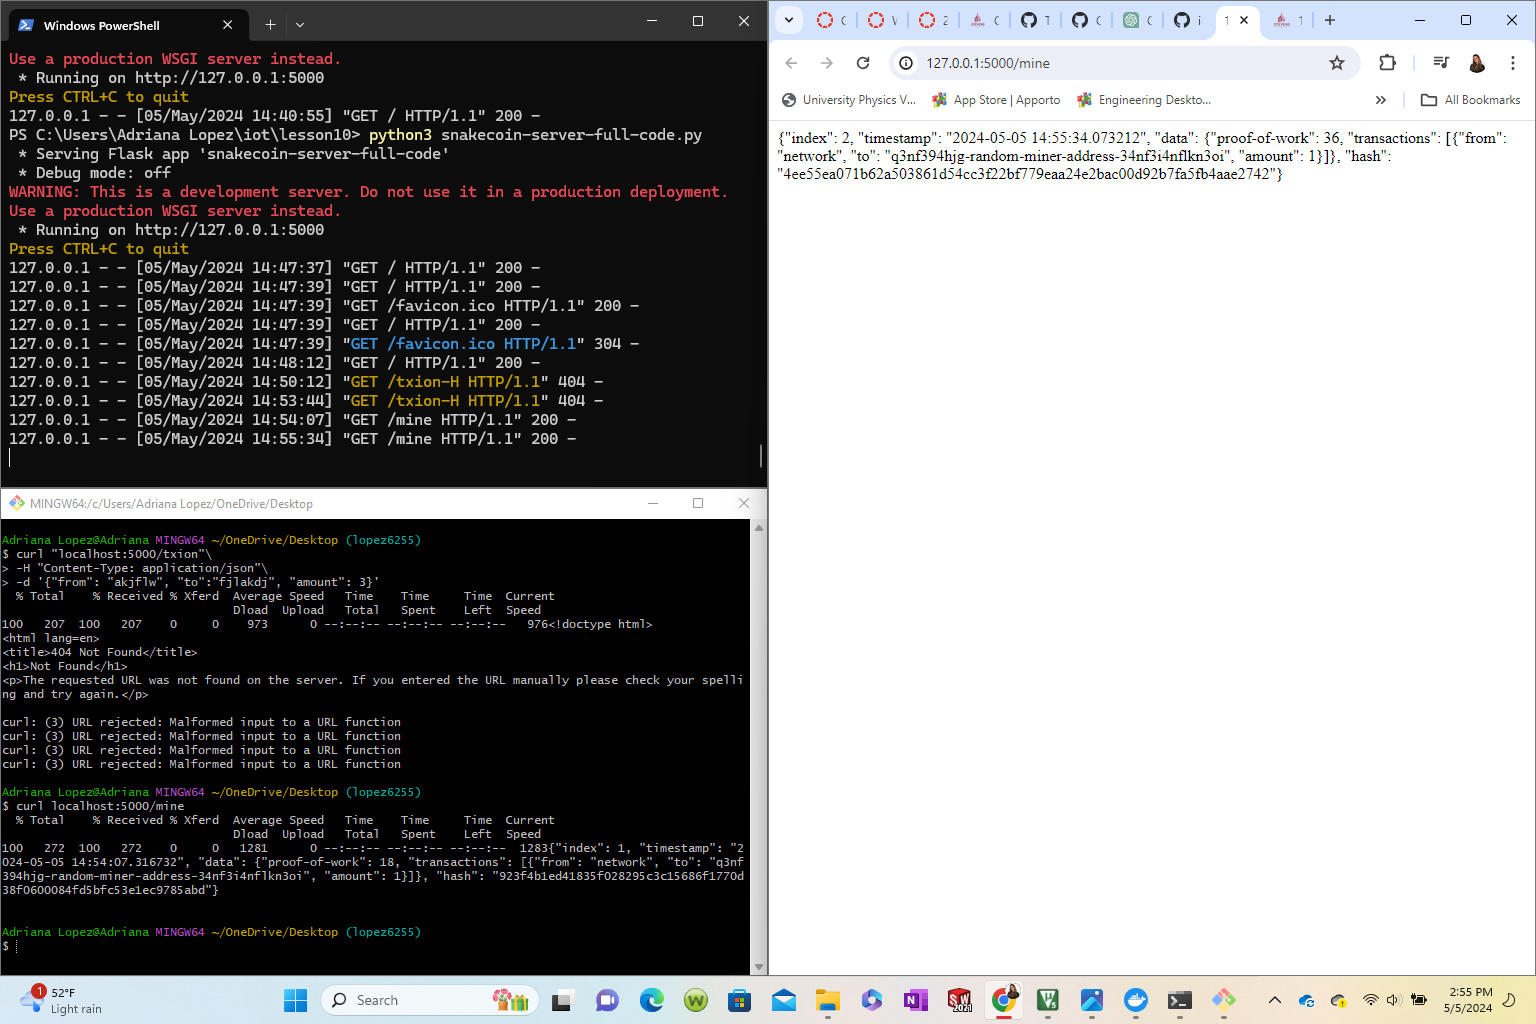 Windows PowerShell
Use a production WSGI server instead.
 * Running on http://127.0.0.1:5000
Press CTRL+C to quit
127.0.0.1 - - [05/May/2024 14:40:55] "GET / HTTP/1.1" 200 -
PS C:\Users\Adriana Lopez\iot\lesson10> python3 snakecoin-server-full-code.py
 * Serving Flask app 'snakecoin-server-full-code'
 * Debug mode: off
WARNING: This is a development server. Do not use it in a production deployment.
Use a production WSGI server instead.
 * Running on http://127.0.0.1:5000
Press CTRL+C to quit
127.0.0.1 - - [05/May/2024 14:47:37] "GET / HTTP/1.1" 200 -
127.0.0.1 - - [05/May/2024 14:47:39] "GET / HTTP/1.1" 200 -
127.0.0.1 - - [05/May/2024 14:47:39] "GET /favicon.ico HTTP/1.1" 200 -
127.0.0.1 - - [05/May/2024 14:47:39] "GET / HTTP/1.1" 200 -
127.0.0.1 - - [05/May/2024 14:47:39] "GET /favicon.ico HTTP/1.1" 304 -
127.0.0.1 - - [05/May/2024 14:48:12] "GET / HTTP/1.1" 200 -
127.0.0.1 - - [05/May/2024 14:50:12] "GET /txion-H HTTP/1.1" 404 -
127.0.0.1 - - [05/May/2024 14:53:44] "GET /txion-H HTTP/1.1" 404 -
127.0.0.1 - - [05/May/2024 14:54:07] "GET /mine HTTP/1.1" 200 -
127.0.0.1 - - [05/May/2024 14:55:34] "GET /mine HTTP/1.1" 200 -
MINGW64:/c/Users/Adriana Lopez/OneDrive/Desktop
Adriana Lopez@Adriana MINGW64 ~/OneDrive/Desktop (lopez6255)
$ curl "localhost:5000/txion"\
> -H "Content-Type: application/json"\
> -d '{"from": "akjflw", "to":"fjlakdj", "amount": 3}'
  % Total    % Received % Xferd  Average Speed   Time    Time     Time  Current
                                 Dload  Upload   Total   Spent    Left  Speed
100   207  100   207    0     0    973      0 --:--:-- --:--:-- --:--:--   976<!doctype html>
<html lang=en>
<title>404 Not Found</title>
<h1>Not Found</h1>
<p>The requested URL was not found on the server. If you entered the URL manually please check your spelli
ng and try again.</p>
curl: (3) URL rejected: Malformed input to a URL function
curl: (3) URL rejected: Malformed input to a URL function
curl: (3) URL rejected: Malformed input to a URL function
curl: (3) URL rejected: Malformed input to a URL function
Adriana Lopez@Adriana MINGW64 ~/OneDrive/Desktop (lopez6255)
$ curl localhost:5000/mine
  % Total    % Received % Xferd  Average Speed   Time    Time     Time  Current
                                 Dload  Upload   Total   Spent    Left  Speed
100   272  100   272    0     0   1281      0 --:--:-- --:--:-- --:--:--  1283{"index": 1, "timestamp": "2
024-05-05 14:54:07.316732", "data": {"proof-of-work": 18, "transactions": [{"from": "network", "to": "q3nf
394hjg-random-miner-address-34nf3i4nflkn3oi", "amount": 1}]}, "hash": "923f4b1ed41835f028295c3c15686f1770d
38f0600084fd5bfc53e1ec9785abd"}
Adriana Lopez@Adriana MINGW64 ~/OneDrive/Desktop (lopez6255)
$
127.0.0.1:5000/mine
University Physics V...
App Store | Apporto
Engineering Deskto...
All Bookmarks
{"index": 2, "timestamp": "2024-05-05 14:55:34.073212", "data": {"proof-of-work": 36, "transactions": [{"from":
"network", "to": "q3nf394hjg-random-miner-address-34nf3i4nflkn3oi", "amount": 1}]}, "hash":
"4ee55ea071b62a503861d54cc3f22bf779eaa24e2bac00d92b7fa5fb4aae2742"}
1
52°F
Light rain
Search
2:55 PM
5/5/2024